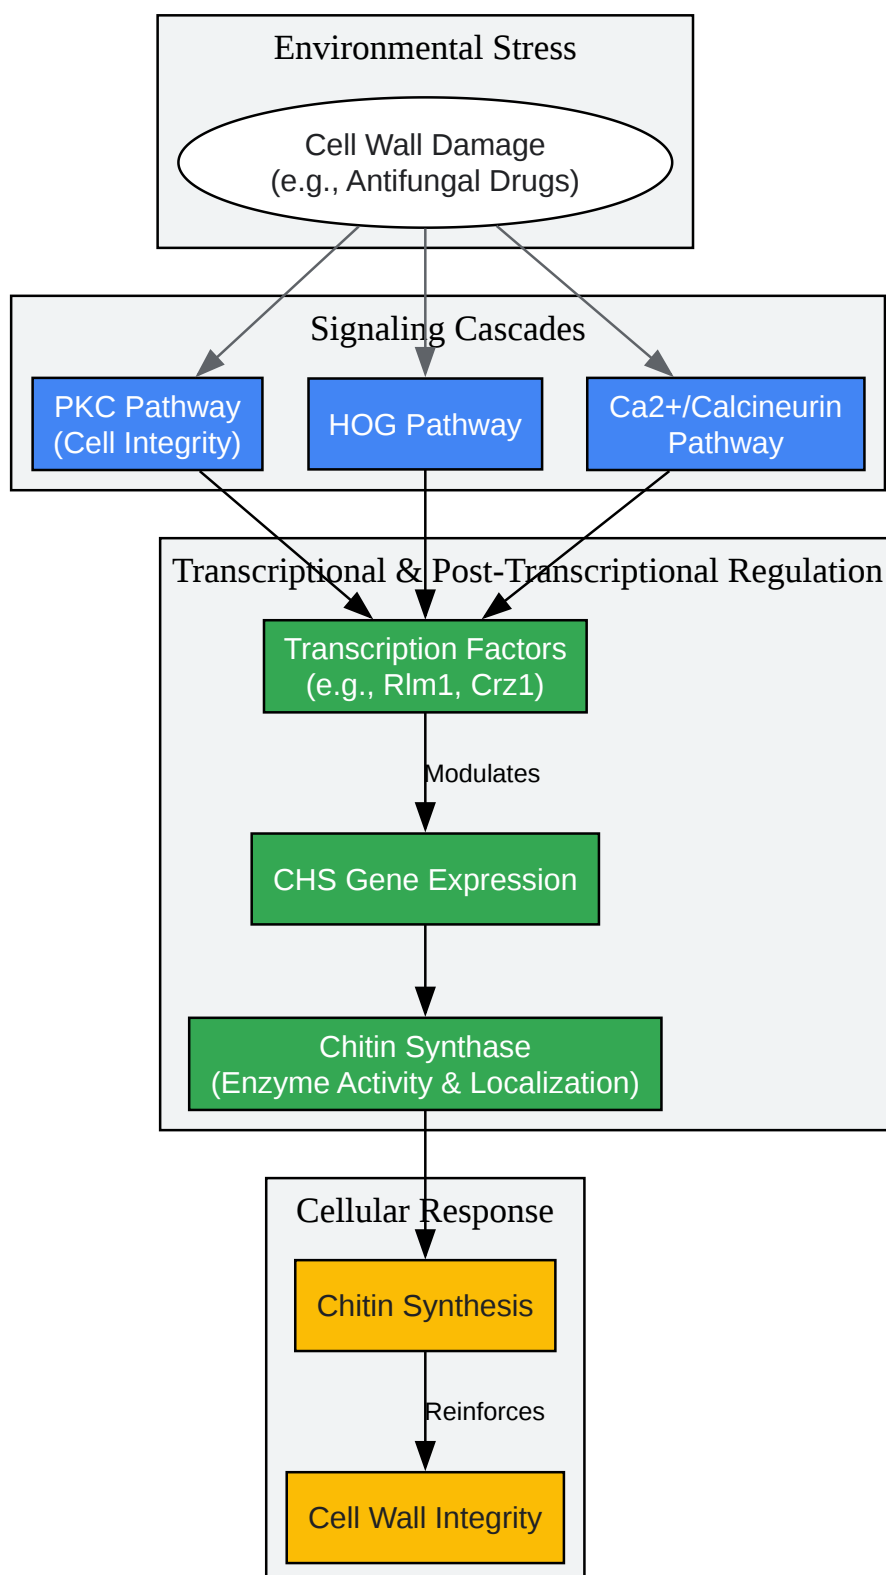 Environmental Stress
Cell Wall Damage
(e.g., Antifungal Drugs)
Signaling Cascades
PKC Pathway
(Cell Integrity)
HOG Pathway
Ca2+/Calcineurin
Pathway
Transcriptional & Post-Transcriptional Regulation
Transcription Factors
(e.g., Rlm1, Crz1)
Modulates
CHS Gene Expression
Chitin Synthase
(Enzyme Activity & Localization)
Cellular Response
Chitin Synthesis
Reinforces
Cell Wall Integrity